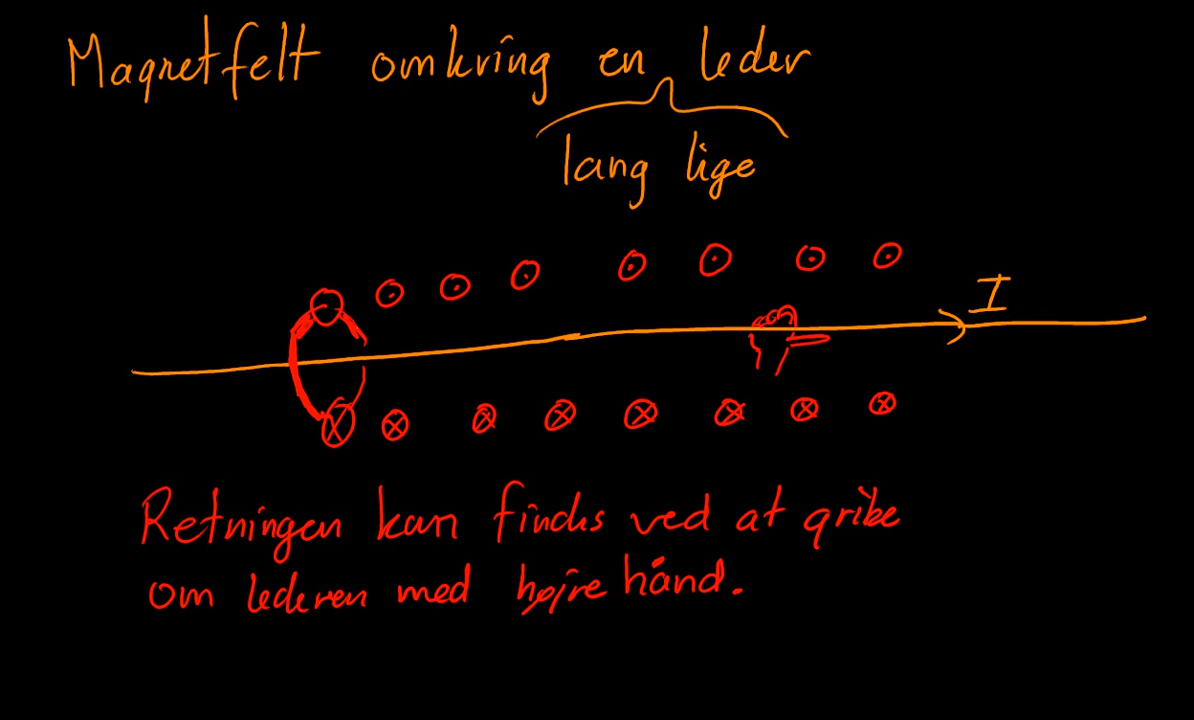 Magnetfelt omkring en leder
lang lige
I
Retningen kan findes ved at gribe
om lederen med højre hånd.